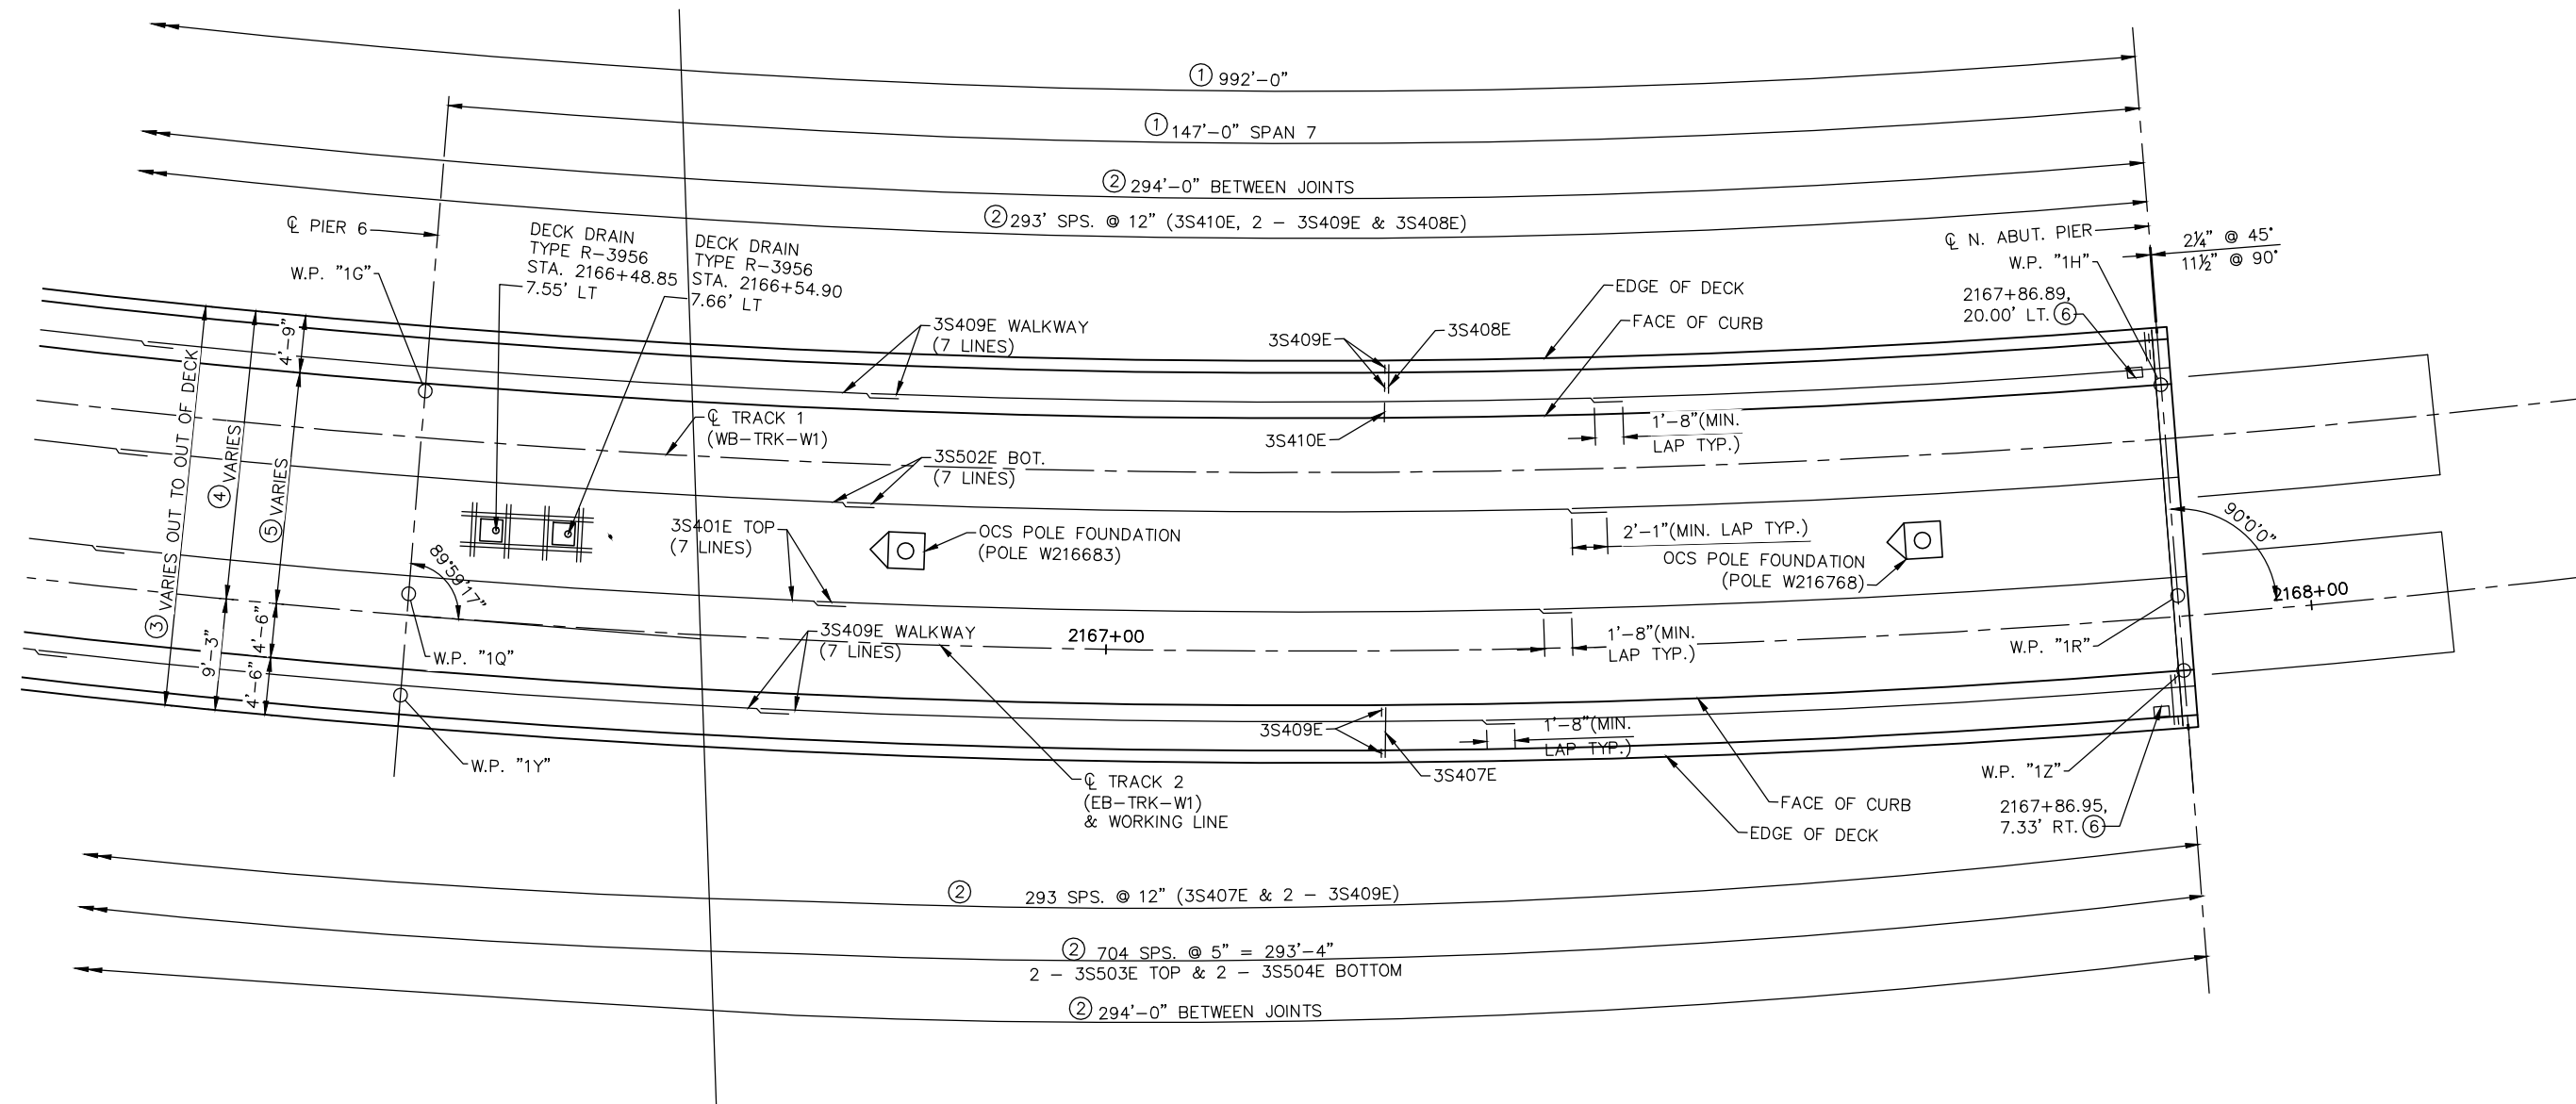 ① 992'-0"
① 147'-0" SPAN 7
② 294'-0" BETWEEN JOINTS
② 293' SPS. @ 12" (3S410E, 2 - 3S409E & 3S408E)
℄ PIER 6
W.P. "1G"
DECK DRAIN
TYPE R-3956
STA. 2166+48.85
7.55' LT
DECK DRAIN
TYPE R-3956
STA. 2166+54.90
7.66' LT
℄ N. ABUT. PIER
W.P. "1H"
2¼" @ 45°
11½" @ 90°
2167+86.89,
20.00' LT. ⑥
EDGE OF DECK
FACE OF CURB
3S409E WALKWAY
(7 LINES)
3S409E
3S408E
3S410E
4'-9"
③ VARIES OUT TO OUT OF DECK
④ VARIES
⑤ VARIES
℄ TRACK 1
(WB-TRK-W1)
1'-8"(MIN.
LAP TYP.)
3S502E BOT.
(7 LINES)
3S401E TOP
(7 LINES)
OCS POLE FOUNDATION
(POLE W216683)
2'-1"(MIN. LAP TYP.)
OCS POLE FOUNDATION
(POLE W216768)
90°0'0"
89°59'17"
2168+00
9'-3"
4'-6"
4'-6"
W.P. "1Q"
3S409E WALKWAY
(7 LINES)
2167+00
1'-8"(MIN.
LAP TYP.)
W.P. "1R"
W.P. "1Y"
3S409E
3S407E
1'-8"(MIN.
LAP TYP.)
℄ TRACK 2
(EB-TRK-W1)
& WORKING LINE
FACE OF CURB
EDGE OF DECK
W.P. "1Z"
2167+86.95,
7.33' RT. ⑥
② 293 SPS. @ 12" (3S407E & 2 - 3S409E)
② 704 SPS. @ 5" = 293'-4"
2 - 3S503E TOP & 2 - 3S504E BOTTOM
② 294'-0" BETWEEN JOINTS